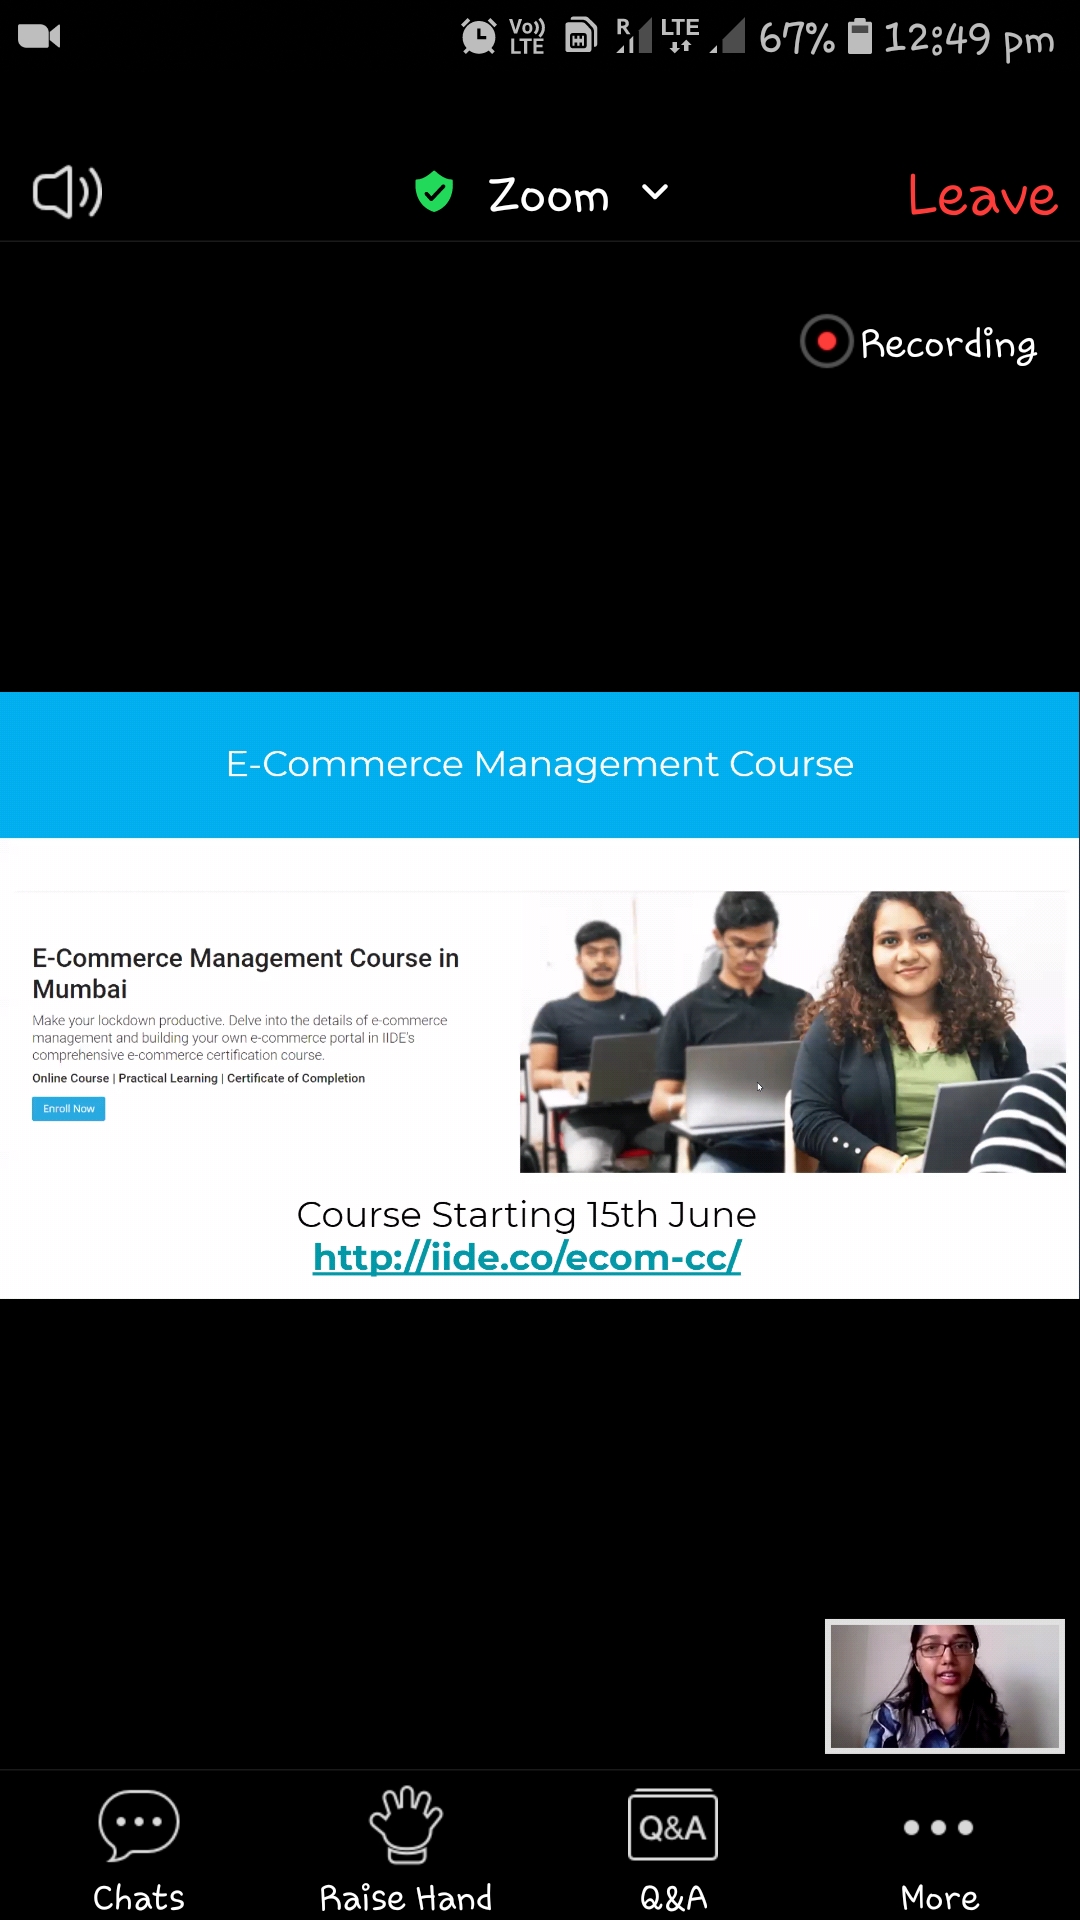 Vo)) LTE R LTE 67% 12:49 pm
Zoom Leave
Recording
E-Commerce Management Course
E-Commerce Management Course in
Mumbai
Make your lockdown productive. Delve into the details of e-commerce
management and building your own e-commerce portal in IIDE's
comprehensive e-commerce certification course.
Online Course | Practical Learning | Certificate of Completion
Enroll Now
Course Starting 15th June
http://iide.co/ecom-cc/
Q&A
Chats Raise Hand Q&A More